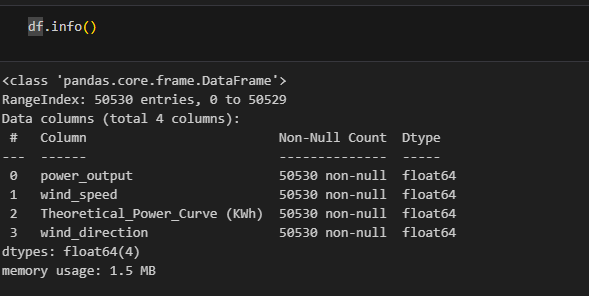 df.info()
<class 'pandas.core.frame.DataFrame'>
RangeIndex: 50530 entries, 0 to 50529
Data columns (total 4 columns):
 #   Column                         Non-Null Count  Dtype
---  ------                         --------------  -----
 0   power_output                   50530 non-null  float64
 1   wind_speed                     50530 non-null  float64
 2   Theoretical_Power_Curve (KWh)  50530 non-null  float64
 3   wind_direction                 50530 non-null  float64
dtypes: float64(4)
memory usage: 1.5 MB